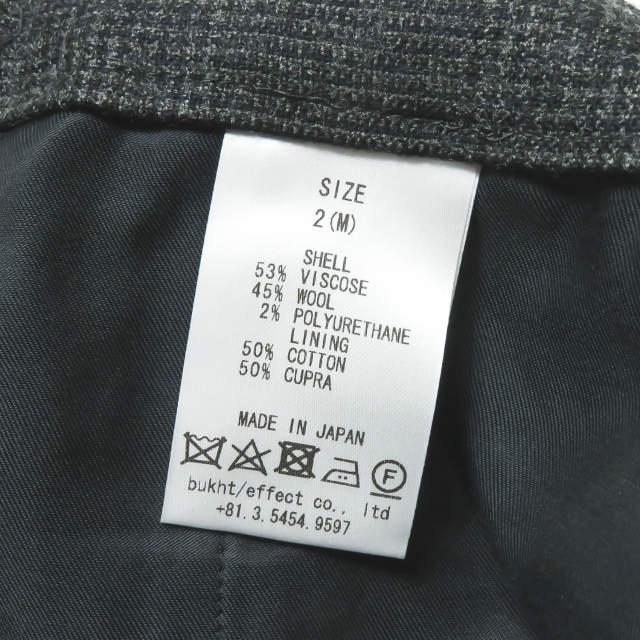 SIZE
2(M)
SHELL
53% VISCOSE
45% WOOL
2% POLYURETHANE
LINING
50% COTTON
50% CUPRA
MADE IN JAPAN
F
bukht/effect co., ltd
+81.3.5454.9597